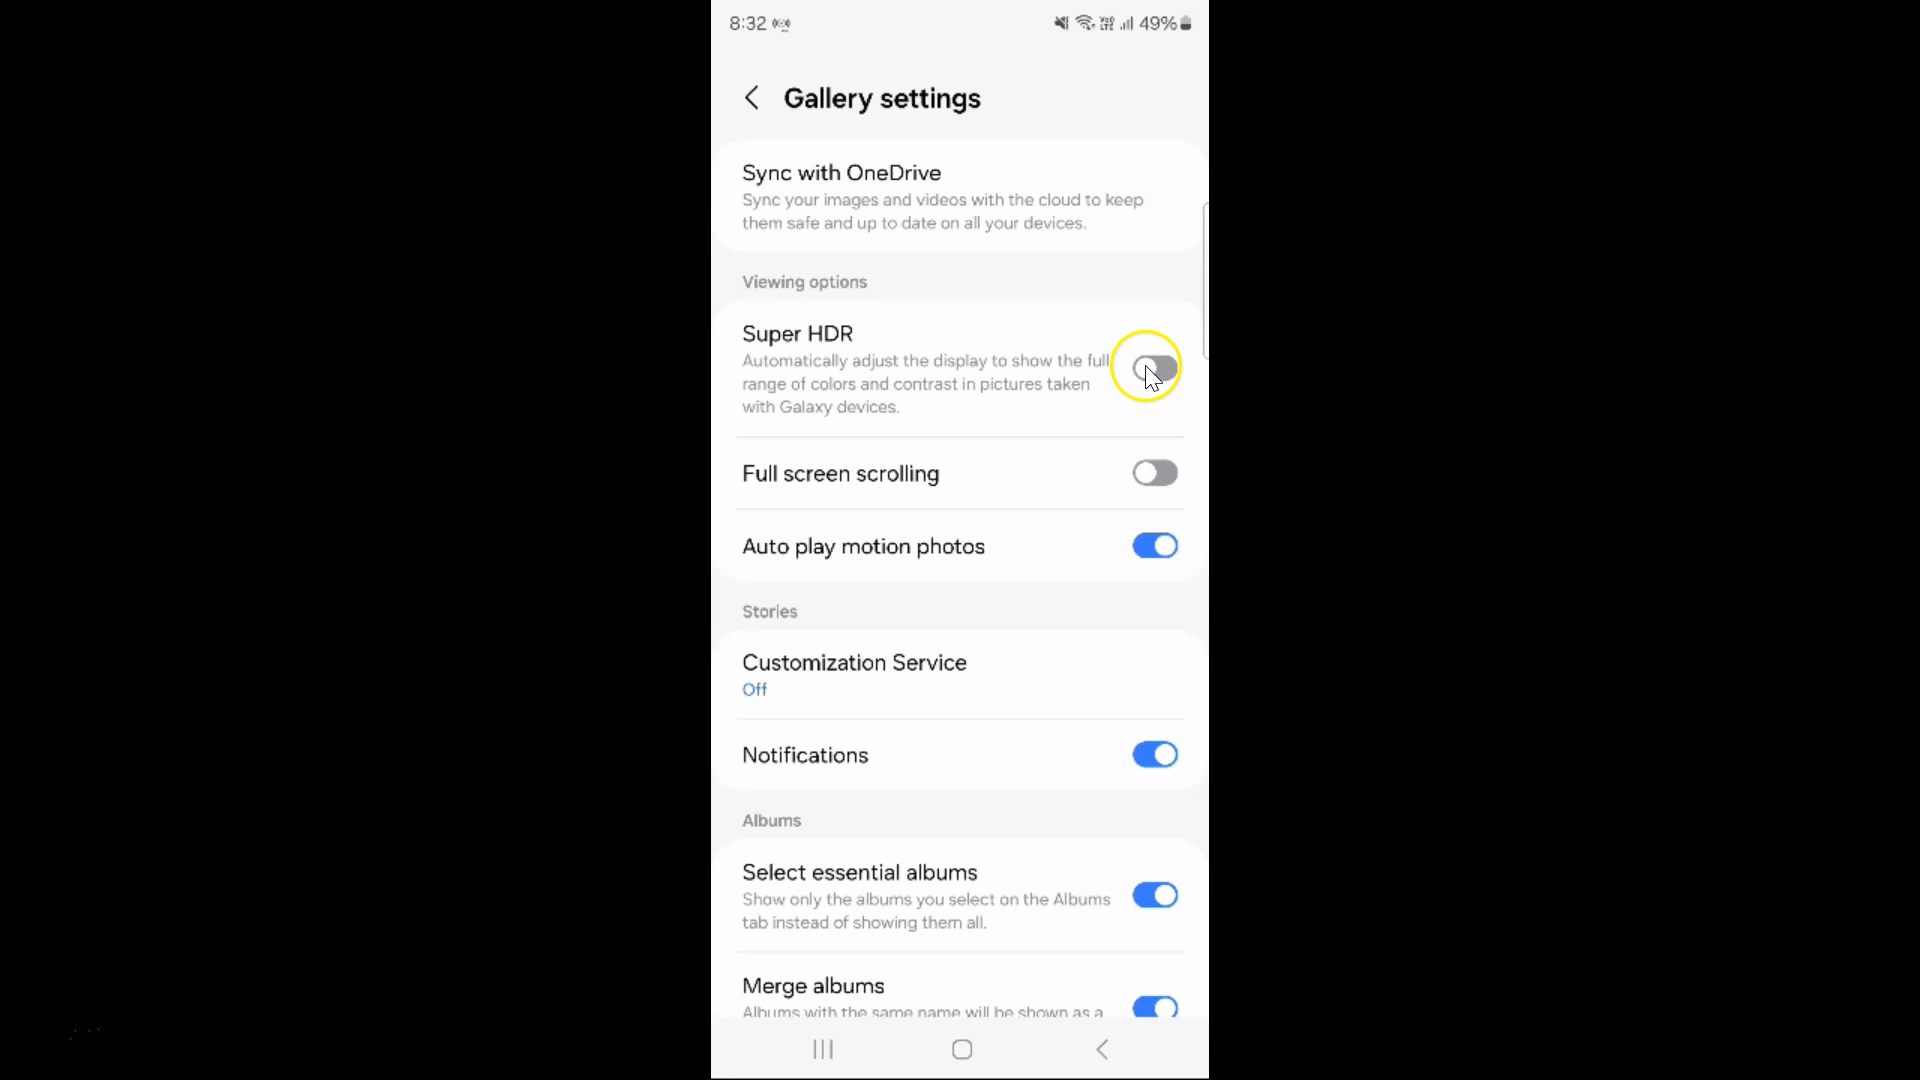 8:32
49%
Gallery settings
Sync with OneDrive
Sync your images and videos with the cloud to keep
them safe and up to date on all your devices.
Viewing options
Super HDR
Automatically adjust the display to show the full
range of colors and contrast in pictures taken
with Galaxy devices.
Full screen scrolling
Auto play motion photos
Stories
Customization Service
Off
Notifications
Albums
Select essential albums
Show only the albums you select on the Albums
tab instead of showing them all.
Merge albums
Albums with the same name will be shown as a